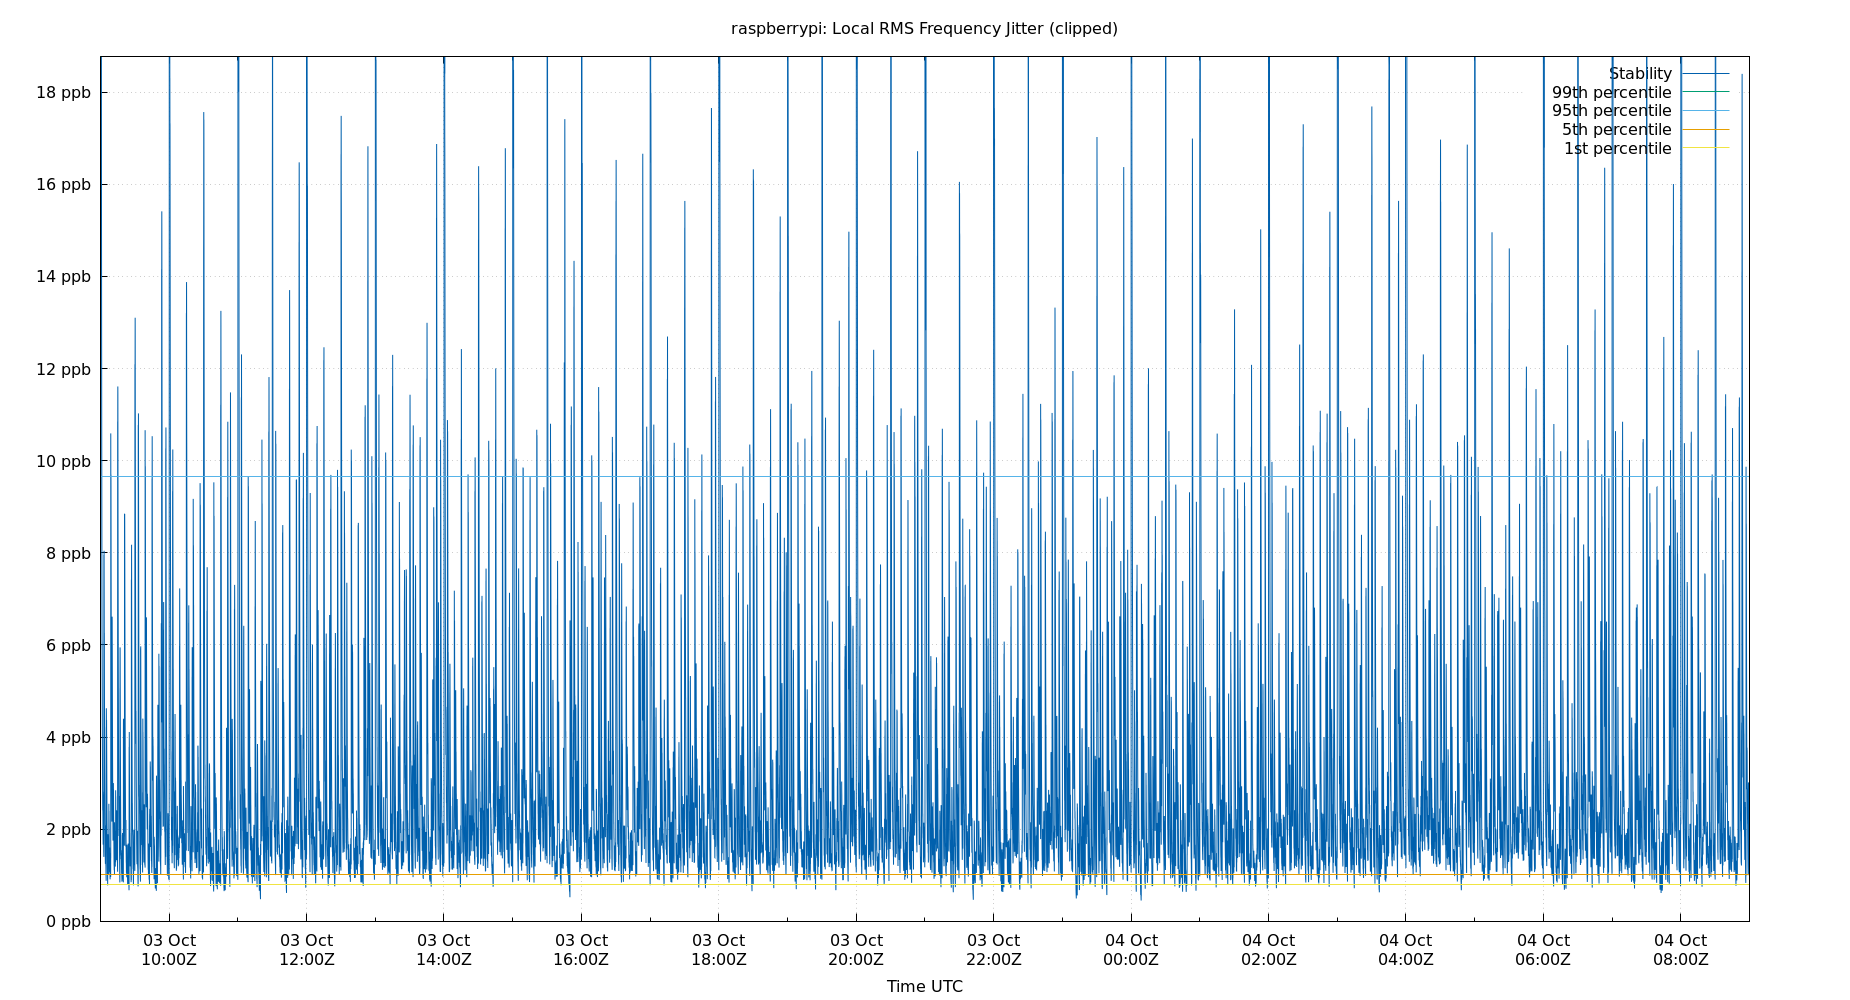 raspberrypi: Local RMS Frequency Jitter (clipped)
Stability
99th percentile
95th percentile
5th percentile
1st percentile
18 ppb
16 ppb
14 ppb
12 ppb
10 ppb
8 ppb
6 ppb
4 ppb
2 ppb
0 ppb
03 Oct 03 Oct 03 Oct 03 Oct 03 Oct 03 Oct 03 Oct 04 Oct 04 Oct 04 Oct 04 Oct 04 Oct
10:00Z 12:00Z 14:00Z 16:00Z 18:00Z 20:00Z 22:00Z 00:00Z 02:00Z 04:00Z 06:00Z 08:00Z
Time UTC